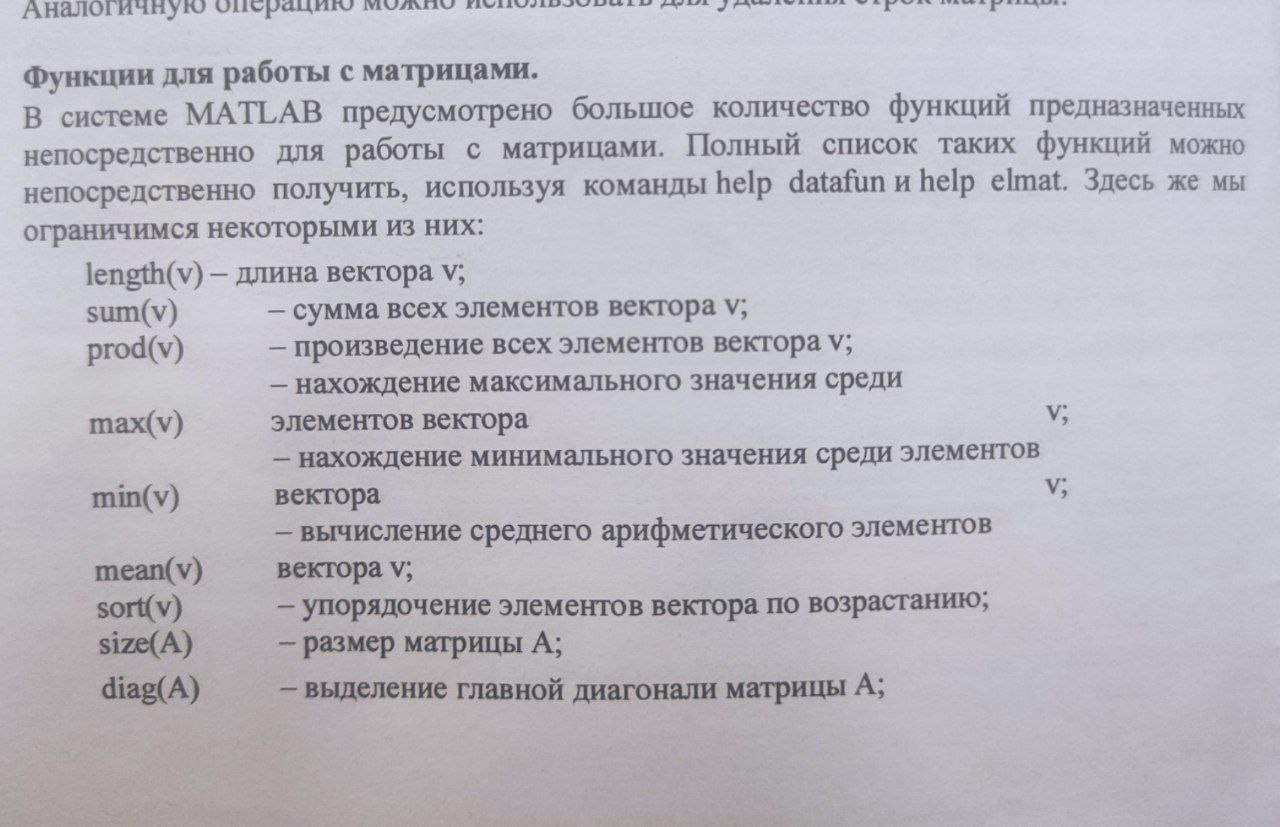 Аналогичную операцию можно использовать для удаления строк матрицы.
Функции для работы с матрицами.
В системе MATLAB предусмотрено большое количество функций предназначенных
непосредственно для работы с матрицами. Полный список таких функций можно
непосредственно получить, используя команды help datafun и help elmat. Здесь же мы
ограничимся некоторыми из них:
length(v) – длина вектора v;
sum(v) – сумма всех элементов вектора v;
prod(v) – произведение всех элементов вектора v;
– нахождение максимального значения среди
max(v) элементов вектора v;
– нахождение минимального значения среди элементов
min(v) вектора v;
– вычисление среднего арифметического элементов
mean(v) вектора v;
sort(v) – упорядочение элементов вектора по возрастанию;
size(A) – размер матрицы A;
diag(A) – выделение главной диагонали матрицы A;